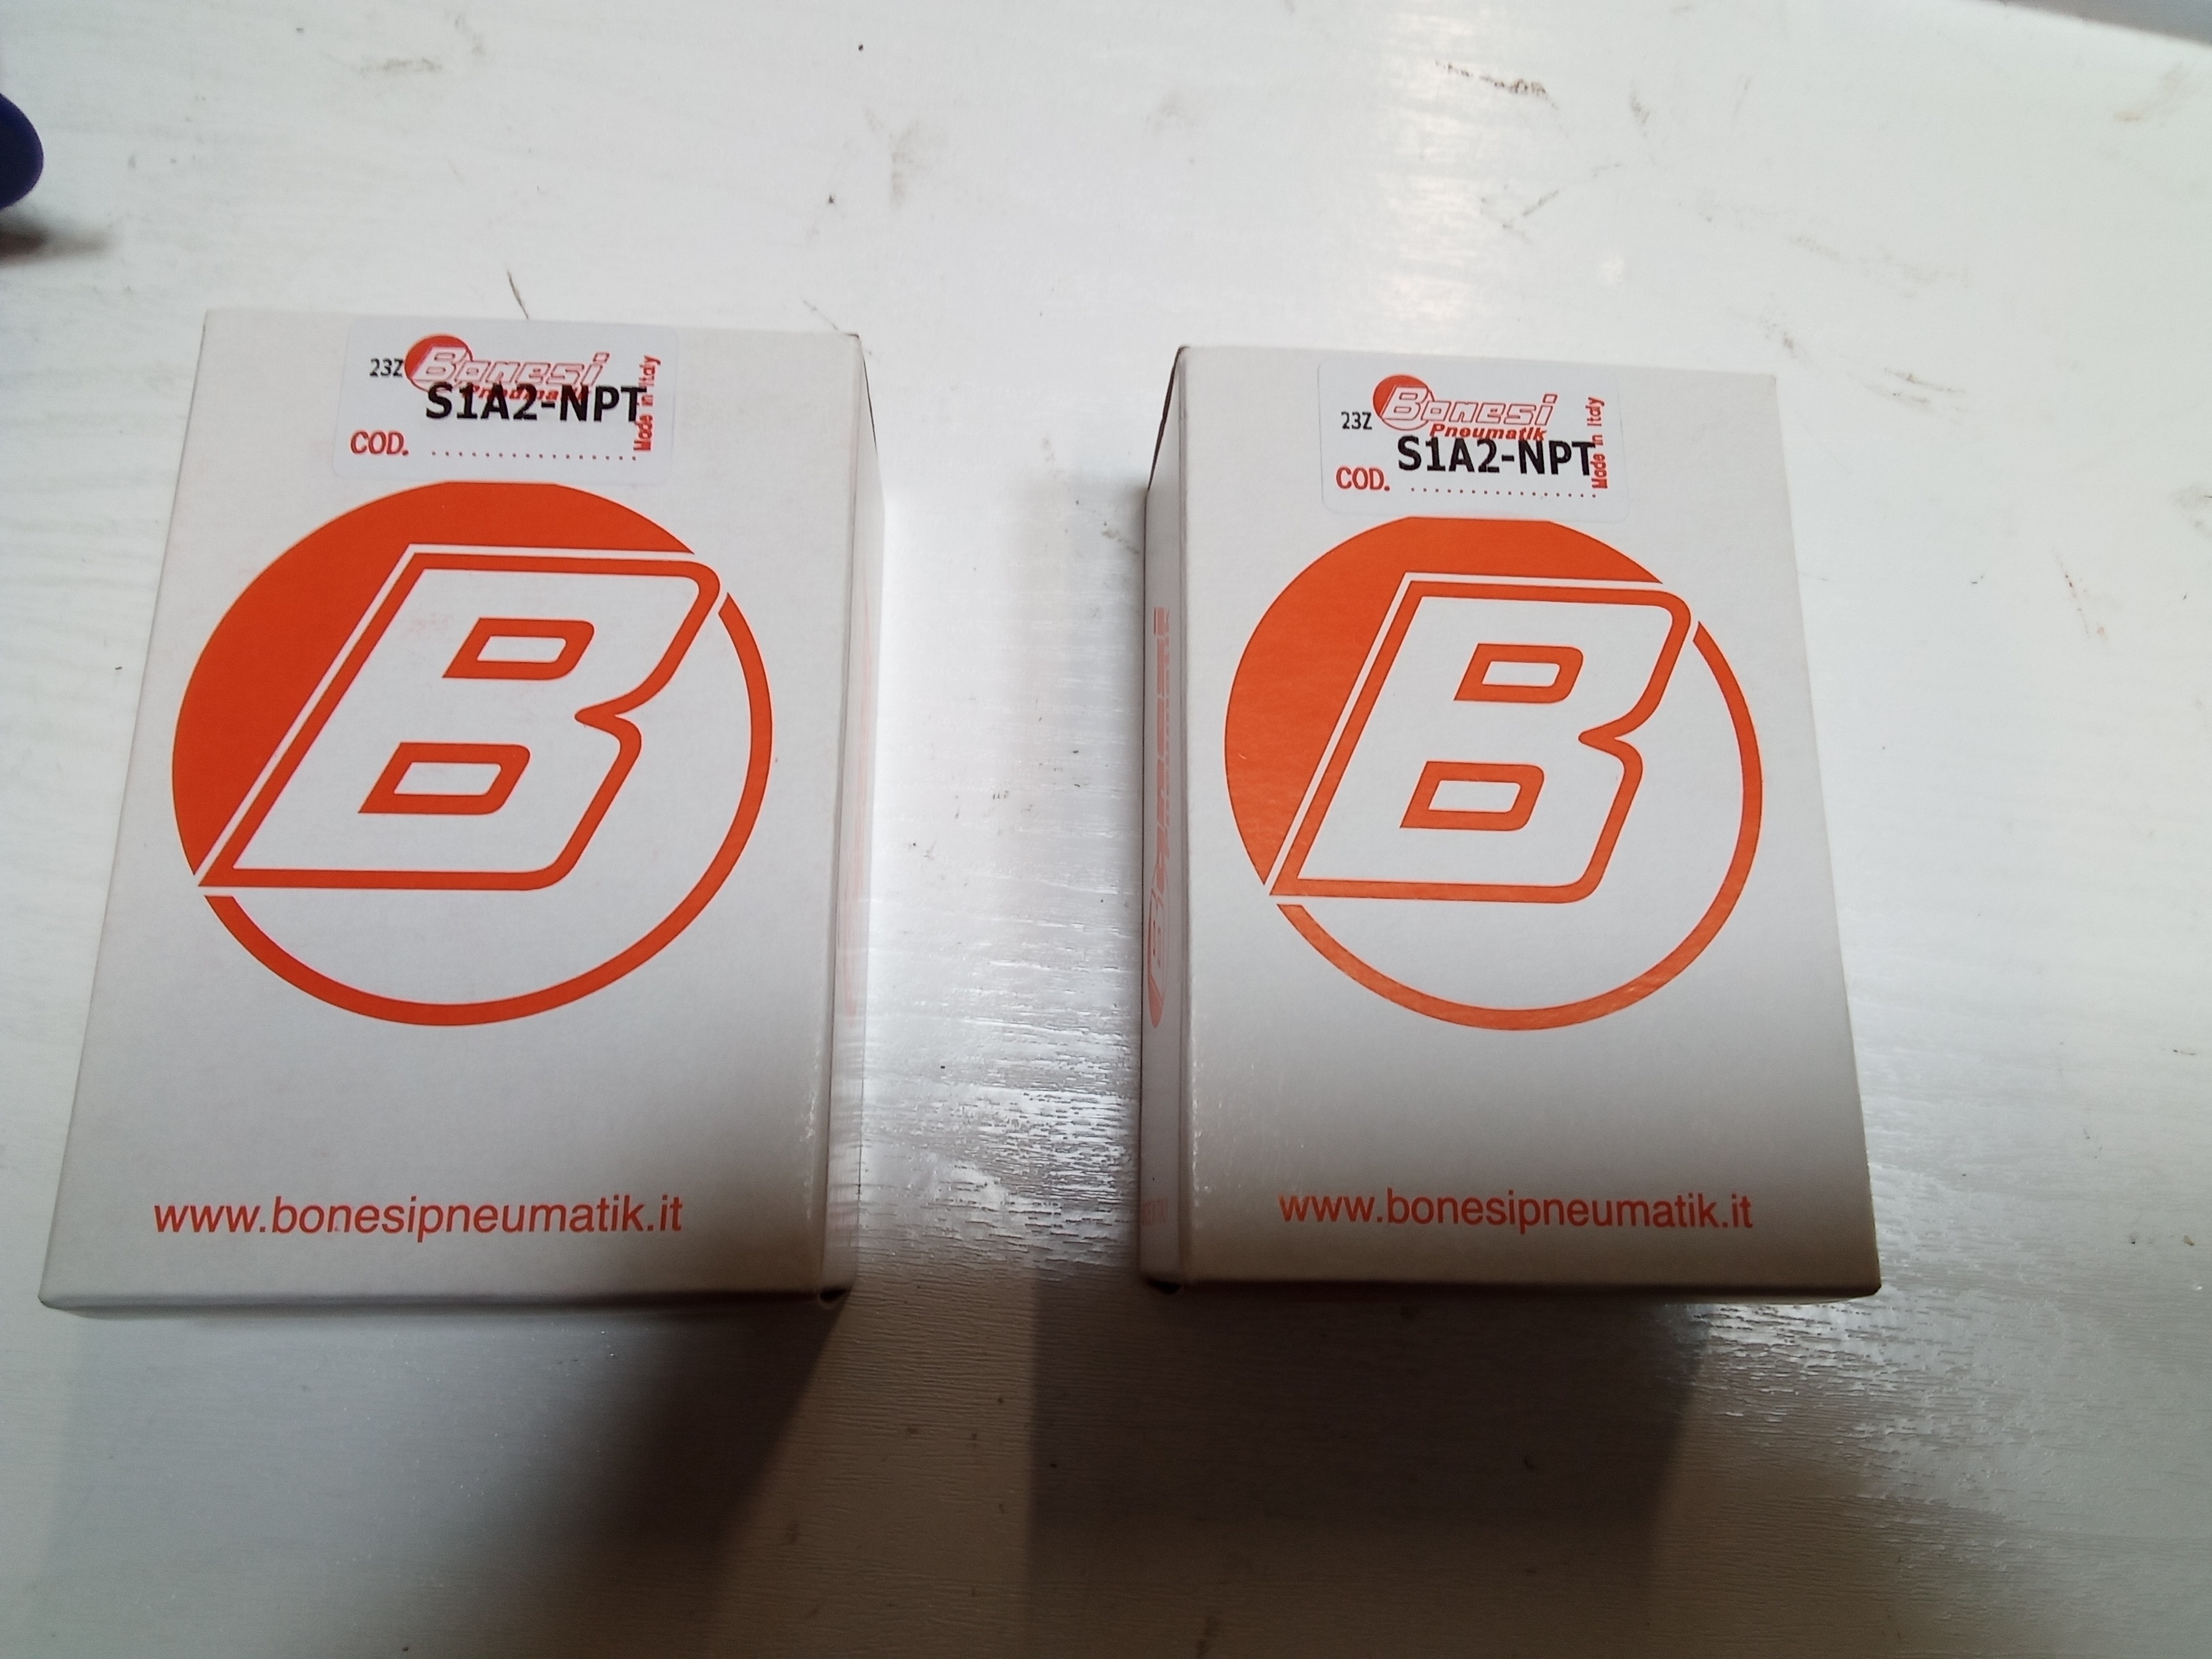 23Z Bonesi
Pneumatik
S1A2-NPT
COD. ................
Made in Italy
B
www.bonesipneumatik.it
23Z Bonesi
Pneumatik
S1A2-NPT
COD. ................
Made in Italy
B
www.bonesipneumatik.it